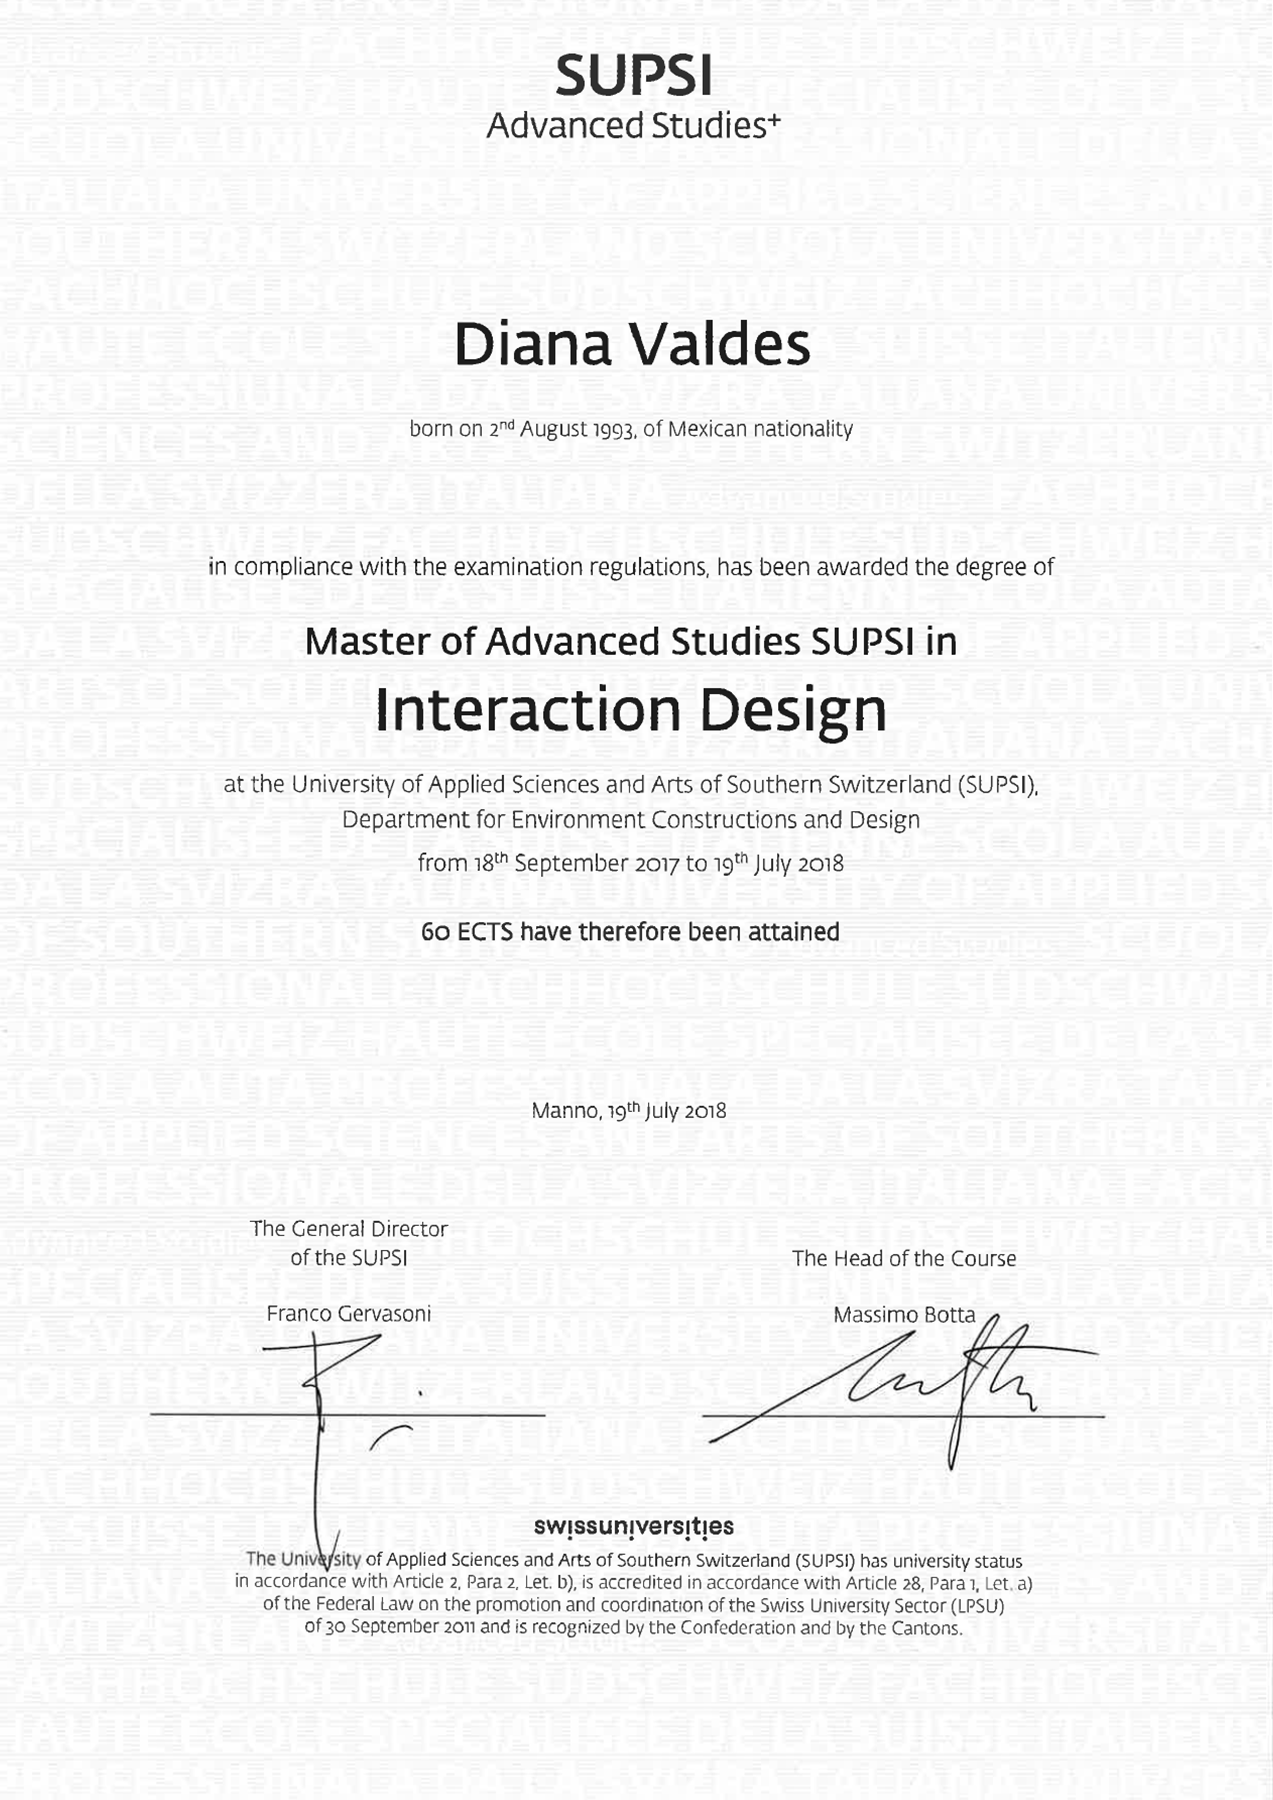 SUPSI
Advanced Studies+
Diana Valdes
born on 2nd August 1993, of Mexican nationality
in compliance with the examination regulations, has been awarded the degree of
Master of Advanced Studies SUPSI in
Interaction Design
at the University of Applied Sciences and Arts of Southern Switzerland (SUPSI),
Department for Environment Constructions and Design
from 18th September 2017 to 19th July 2018
60 ECTS have therefore been attained
Manno, 19th July 2018
The General Director
of the SUPSI
Franco Gervasoni
The Head of the Course
Massimo Botta
swissuniversities
The University of Applied Sciences and Arts of Southern Switzerland (SUPSI) has university status
in accordance with Article 2, Para 2, Let. b), is accredited in accordance with Article 28, Para 1, Let. a)
of the Federal Law on the promotion and coordination of the Swiss University Sector (LPSU)
of 30 September 2011 and is recognized by the Confederation and by the Cantons.